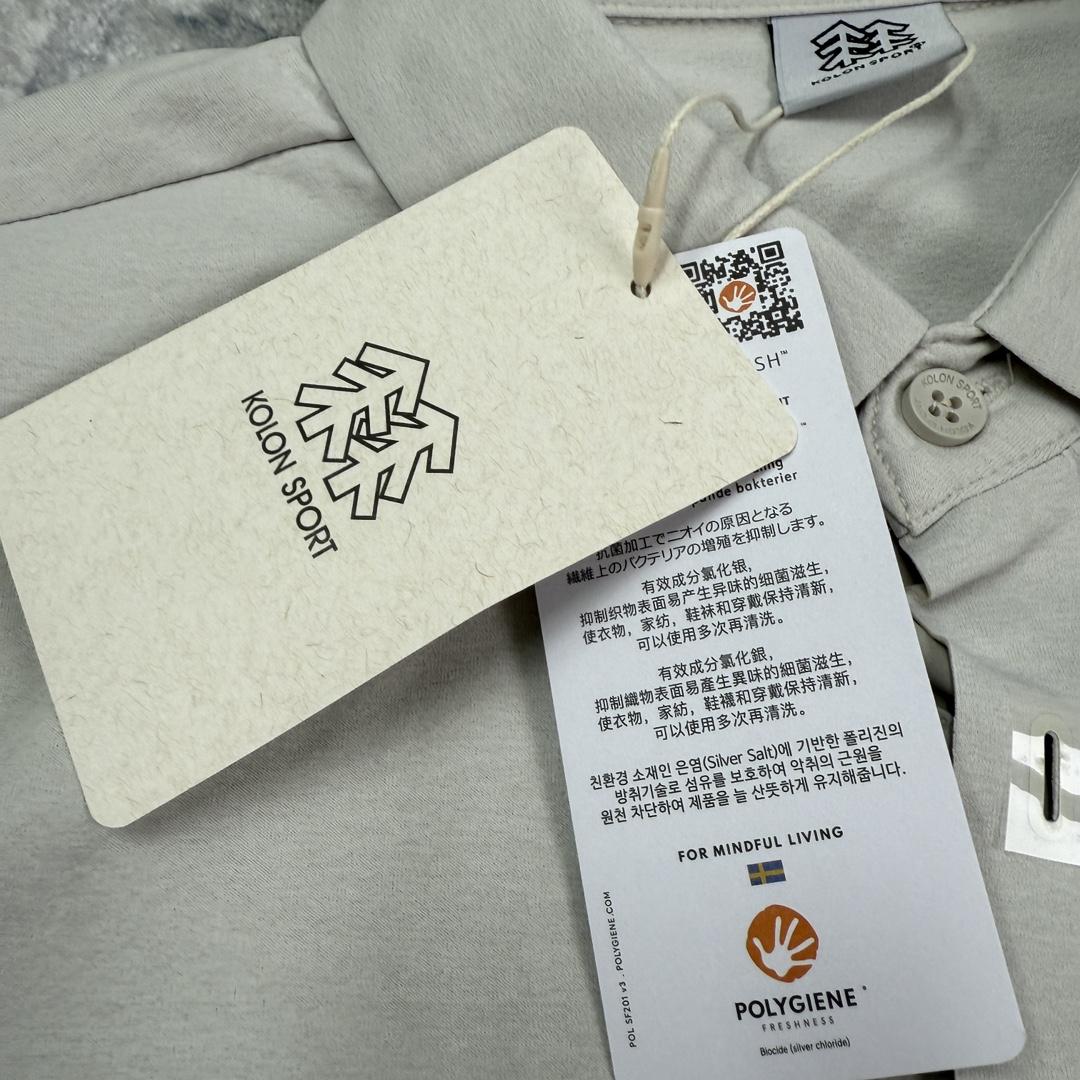 KOLON SPORT
KOLON SPORT
KOLON SPORT
SH™
bakterier
抗菌加工でニオイの原因となる
繊維上のバクテリアの増殖を抑制します。
有效成分氯化银,
抑制织物表面易产生异味的细菌滋生,
使衣物, 家纺, 鞋袜和穿戴保持清新,
可以使用多次再清洗。
有效成分氯化銀,
抑制織物表面易產生異味的細菌滋生,
使衣物, 家紡, 鞋襪和穿戴保持清新,
可以使用多次再清洗。
친환경 소재인 은염(Silver Salt)에 기반한 폴리진의
방취기술로 섬유를 보호하여 악취의 근원을
원천 차단하여 제품을 늘 산뜻하게 유지해줍니다.
FOR MINDFUL LIVING
POL SF201 v3 . POLYGIENE.COM
POLYGIENE®
FRESHNESS
Biocide (silver chloride)